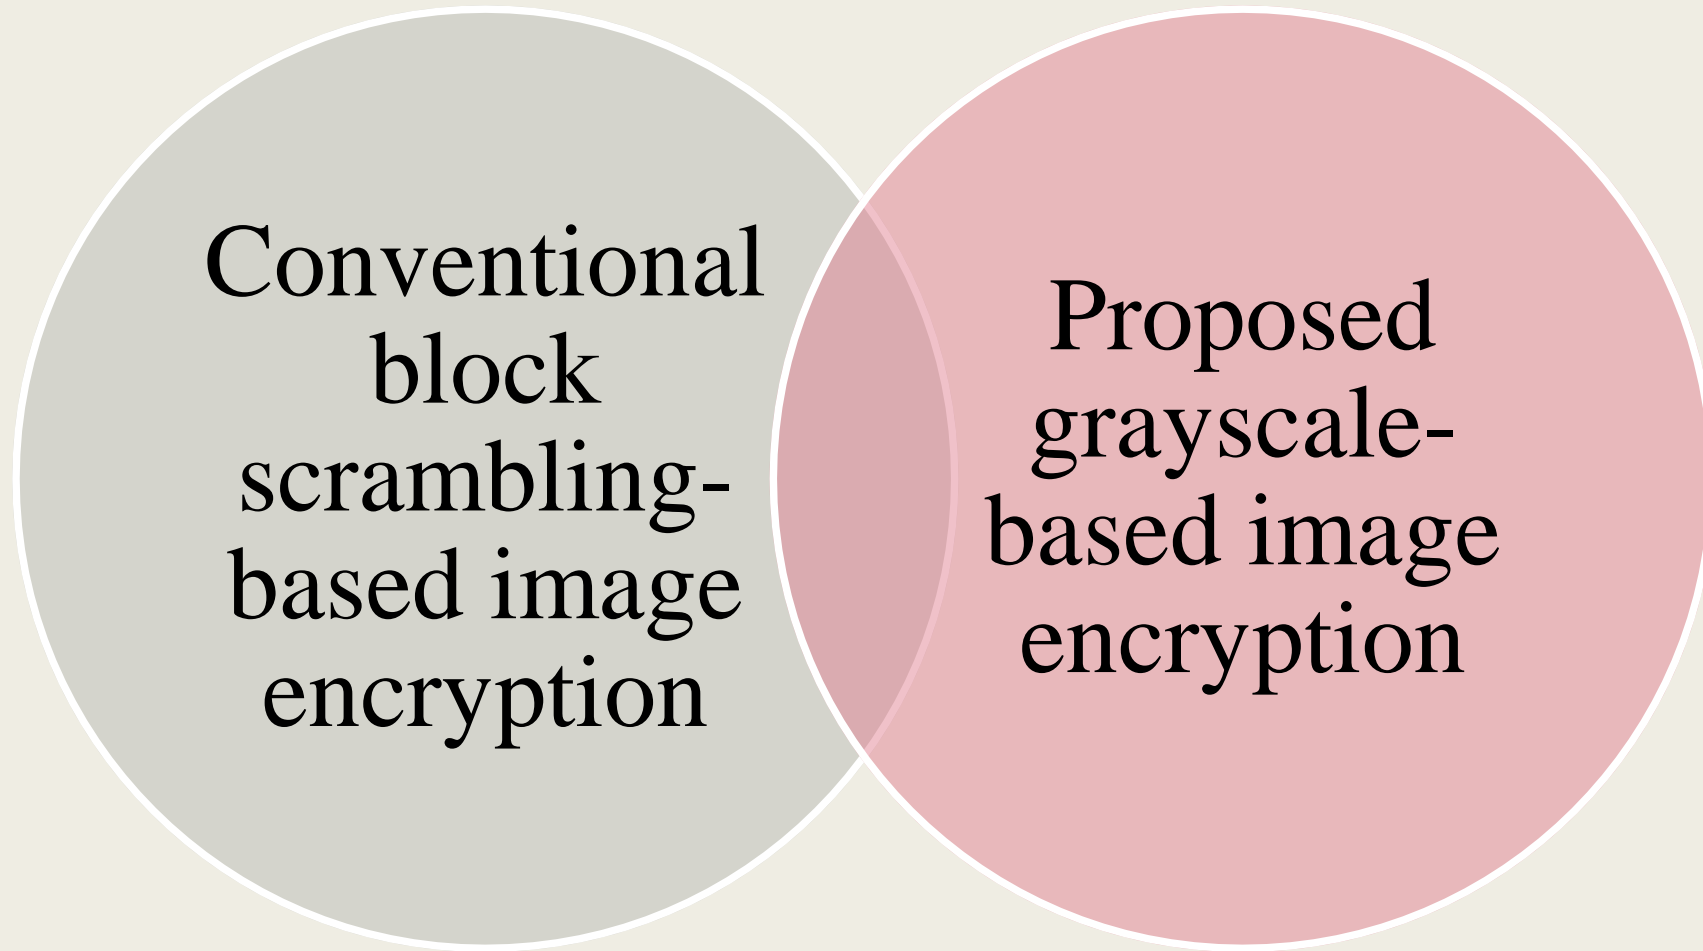 Conventional
block
scrambling-
based image
encryption
Proposed
grayscale-
based image
encryption